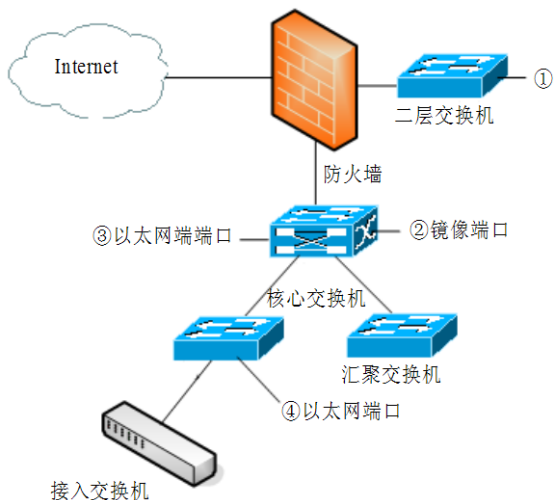 Internet
①
二层交换机
防火墙
③以太网端端口
②镜像端口
核心交换机
汇聚交换机
④以太网端口
接入交换机